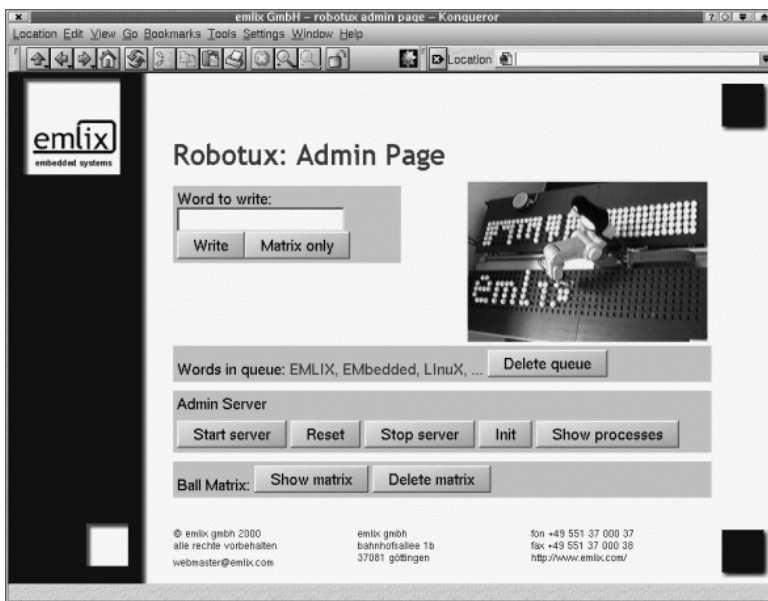 emlix GmbH – robotux admin page – Konqueror
Location Edit View Go Bookmarks Tools Settings Window Help
Location
emlix
embedded systems
Robotux: Admin Page
Word to write:
Write Matrix only
emlix
Words in queue: EMLIX, EMbedded, LInuX, ... Delete queue
Admin Server
Start server Reset Stop server Init Show processes
Ball Matrix: Show matrix Delete matrix
© emlix gmbh 2000 emlix gmbh fon +49 551 37 000 37
alle rechte vorbehalten bahnhofsallee 1b fax +49 551 37 000 38
webmaster@emlix.com 37081 göttingen http://www.emlix.com/